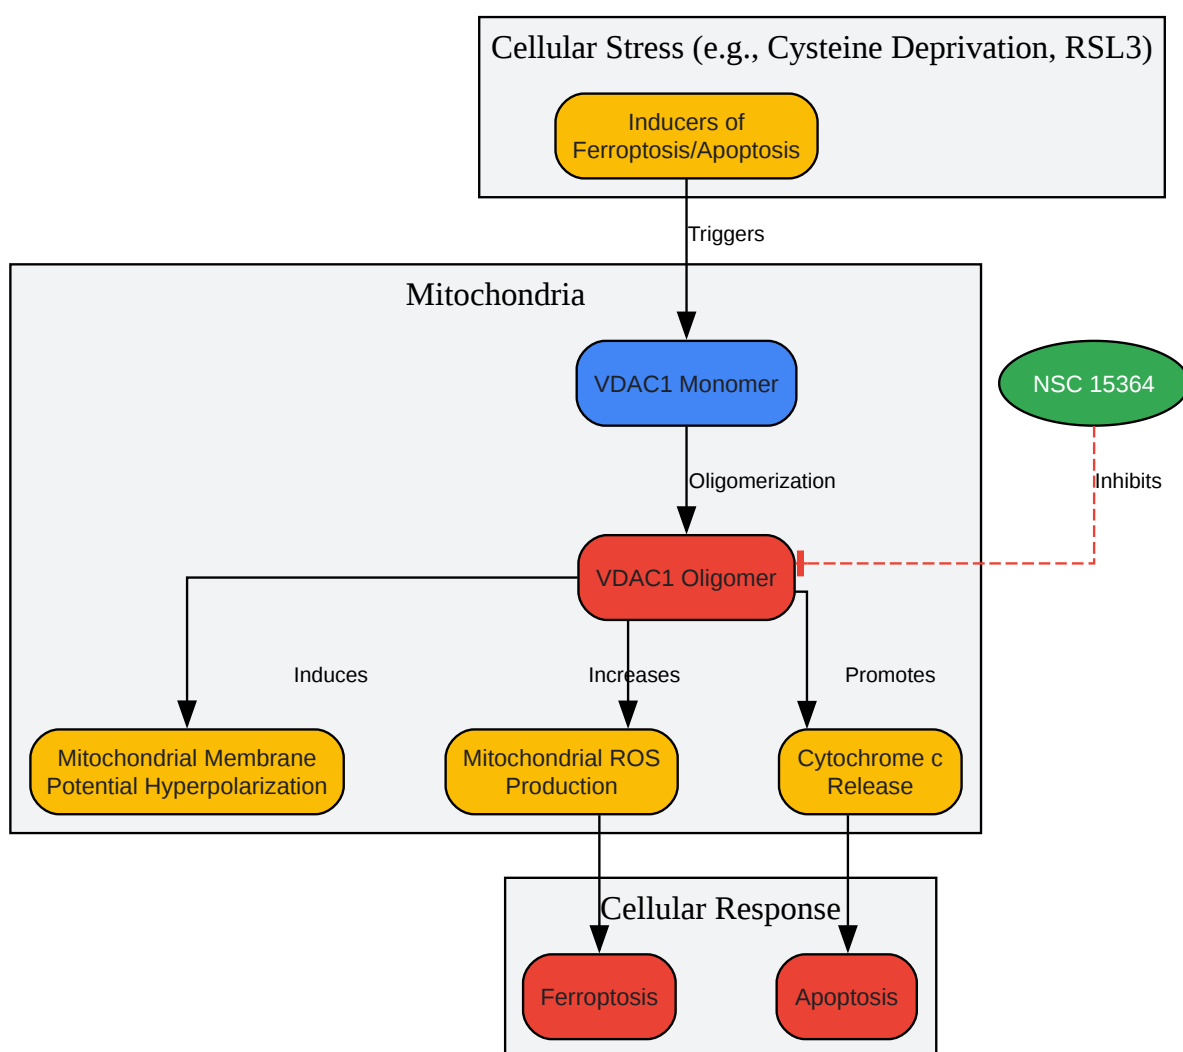 Cellular Stress (e.g., Cysteine Deprivation, RSL3)
Inducers of
Ferroptosis/Apoptosis
Triggers
Mitochondria
VDAC1 Monomer
NSC 15364
Oligomerization
Inhibits
VDAC1 Oligomer
Induces
Increases
Promotes
Mitochondrial Membrane
Potential Hyperpolarization
Mitochondrial ROS
Production
Cytochrome c
Release
Cellular Response
Ferroptosis
Apoptosis